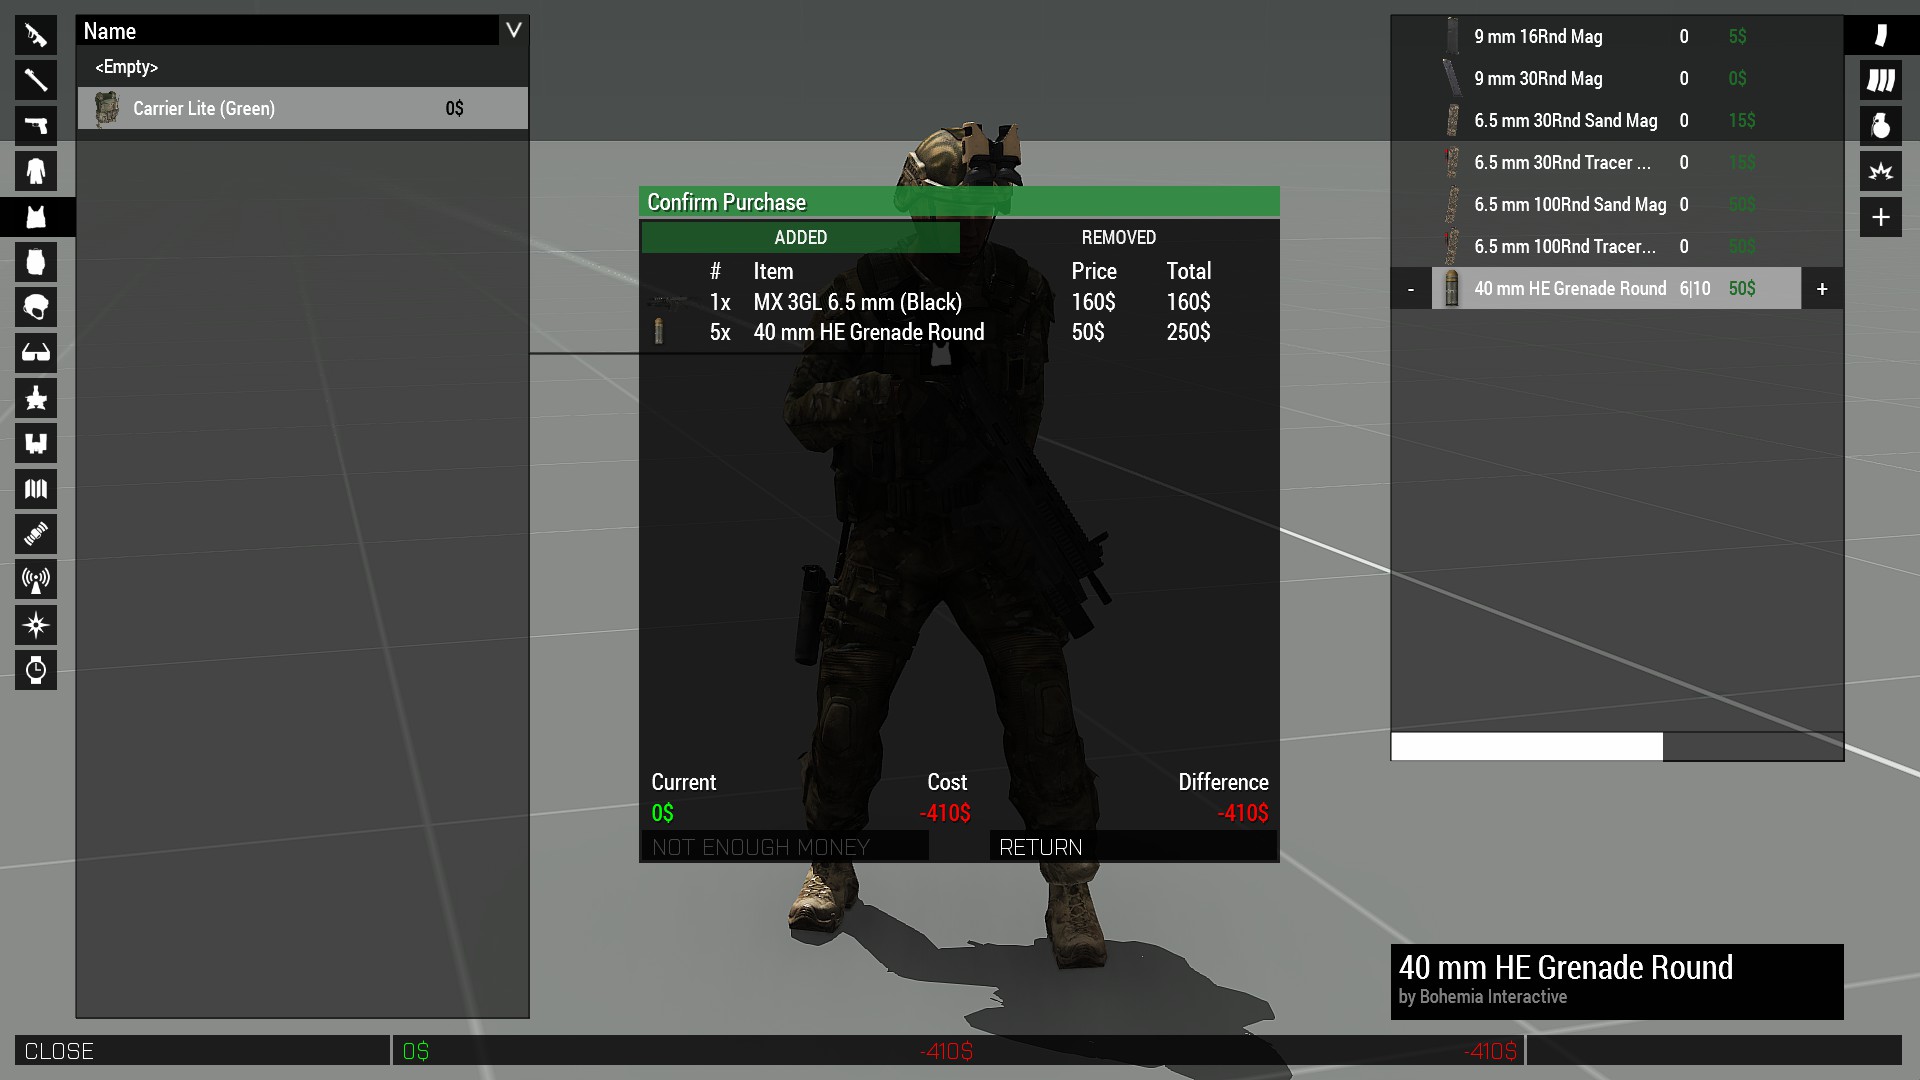 Name
<Empty>
Carrier Lite (Green) 0$
Confirm Purchase
ADDED REMOVED
# Item Price Total
1x MX 3GL 6.5 mm (Black) 160$ 160$
5x 40 mm HE Grenade Round 50$ 250$
Current Cost Difference
0$ -410$ -410$
NOT ENOUGH MONEY RETURN
9 mm 16Rnd Mag 0 5$
9 mm 30Rnd Mag 0 0$
6.5 mm 30Rnd Sand Mag 0 15$
6.5 mm 30Rnd Tracer ... 0 15$
6.5 mm 100Rnd Sand Mag 0 50$
6.5 mm 100Rnd Tracer... 0 50$
- 40 mm HE Grenade Round 6|10 50$ +
40 mm HE Grenade Round
by Bohemia Interactive
CLOSE 0$ -410$ -410$